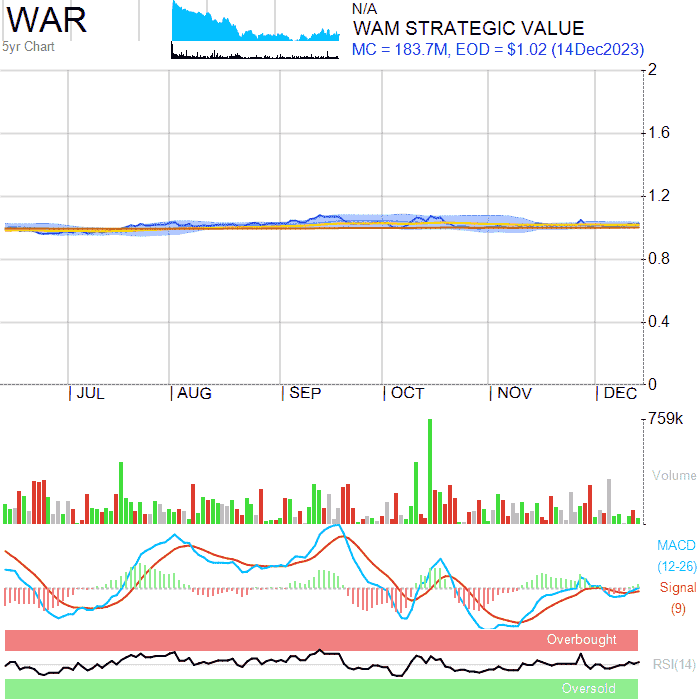 WAR
5yr Chart
N/A
WAM STRATEGIC VALUE
MC = 183.7M, EOD = $1.02 (14Dec2023)
2
1.6
1.2
0.8
0.4
0
JUL AUG SEP OCT NOV DEC
759k
Volume
MACD
(12-26)
Signal
(9)
Overbought
RSI(14)
Oversold